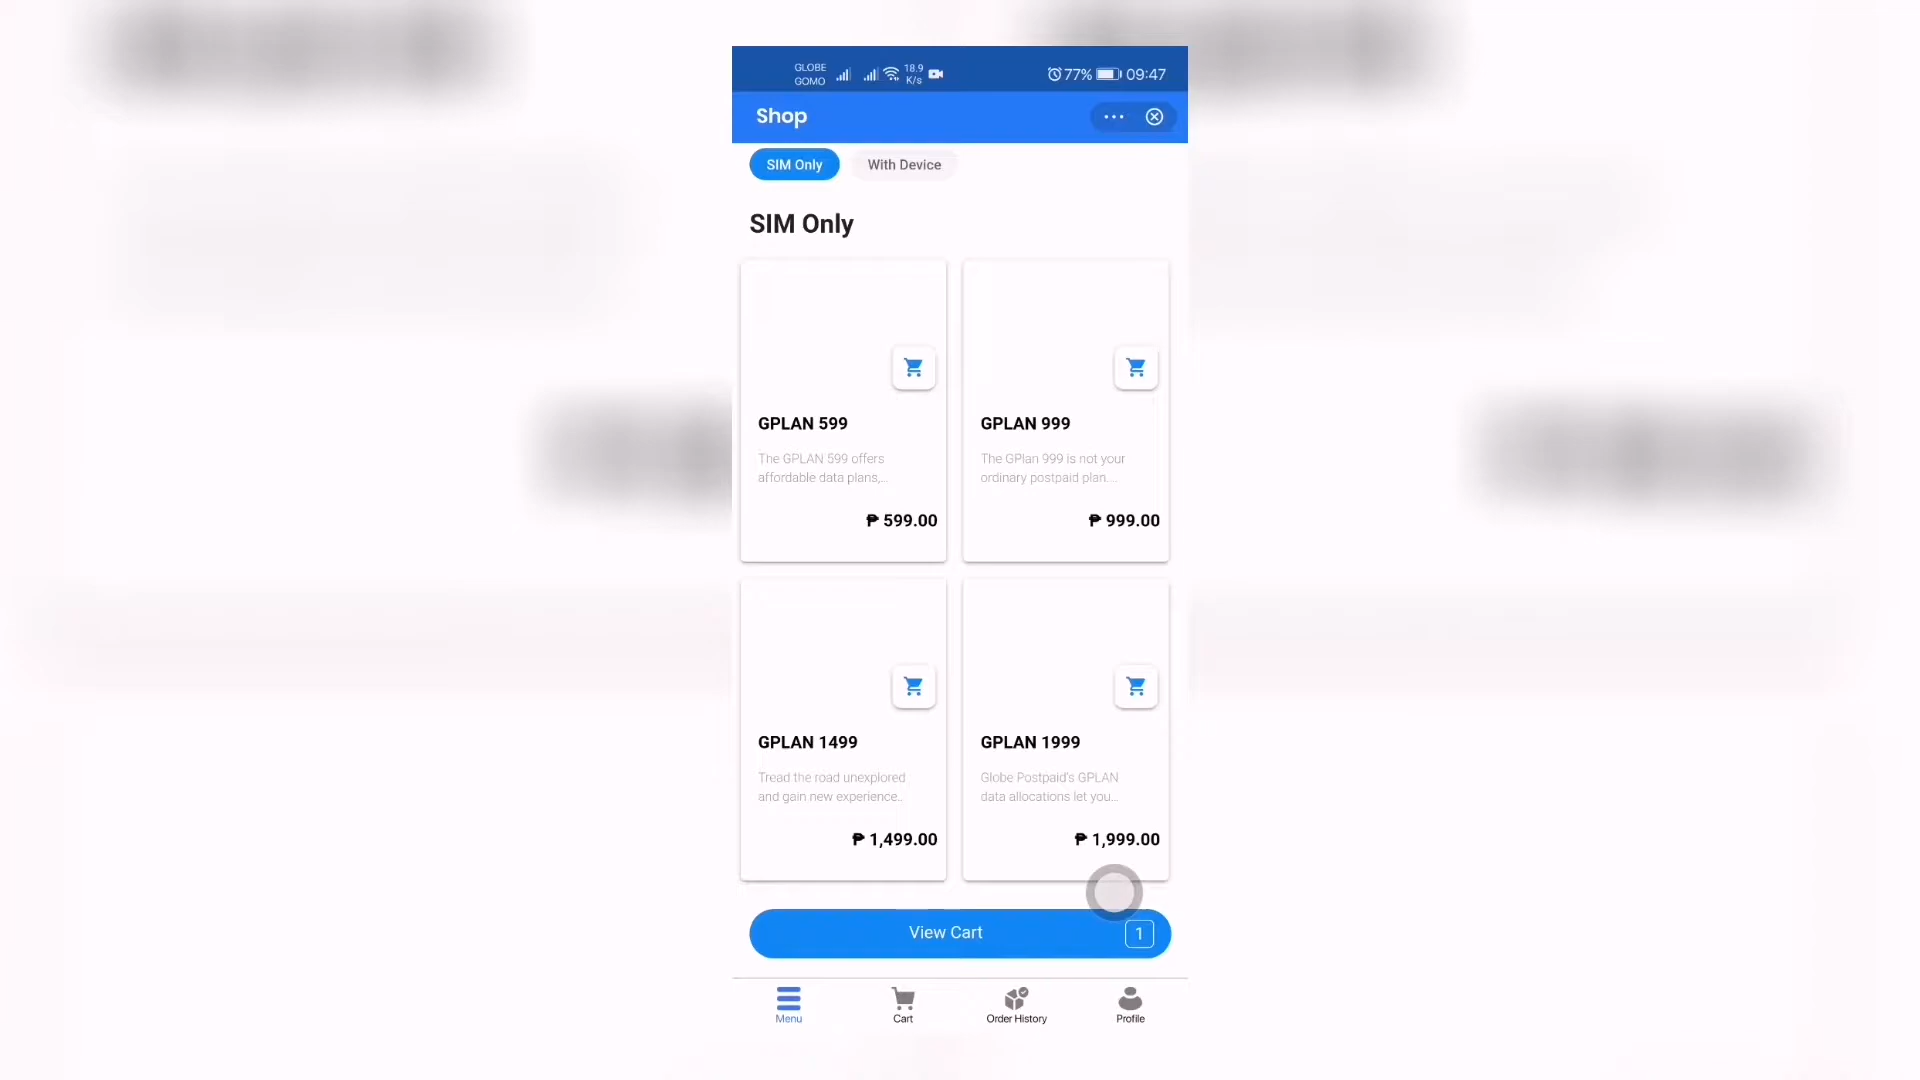 GLOBE
GOMO
18.9
K/s
77%
09:47
Shop
SIM Only
With Device
SIM Only
GPLAN 599
The GPLAN 599 offers
affordable data plans,...
₱ 599.00
GPLAN 999
The GPlan 999 is not your
ordinary postpaid plan....
₱ 999.00
GPLAN 1499
Tread the road unexplored
and gain new experience..
₱ 1,499.00
GPLAN 1999
Globe Postpaid's GPLAN
data allocations let you...
₱ 1,999.00
View Cart
1
Menu
Cart
Order History
Profile